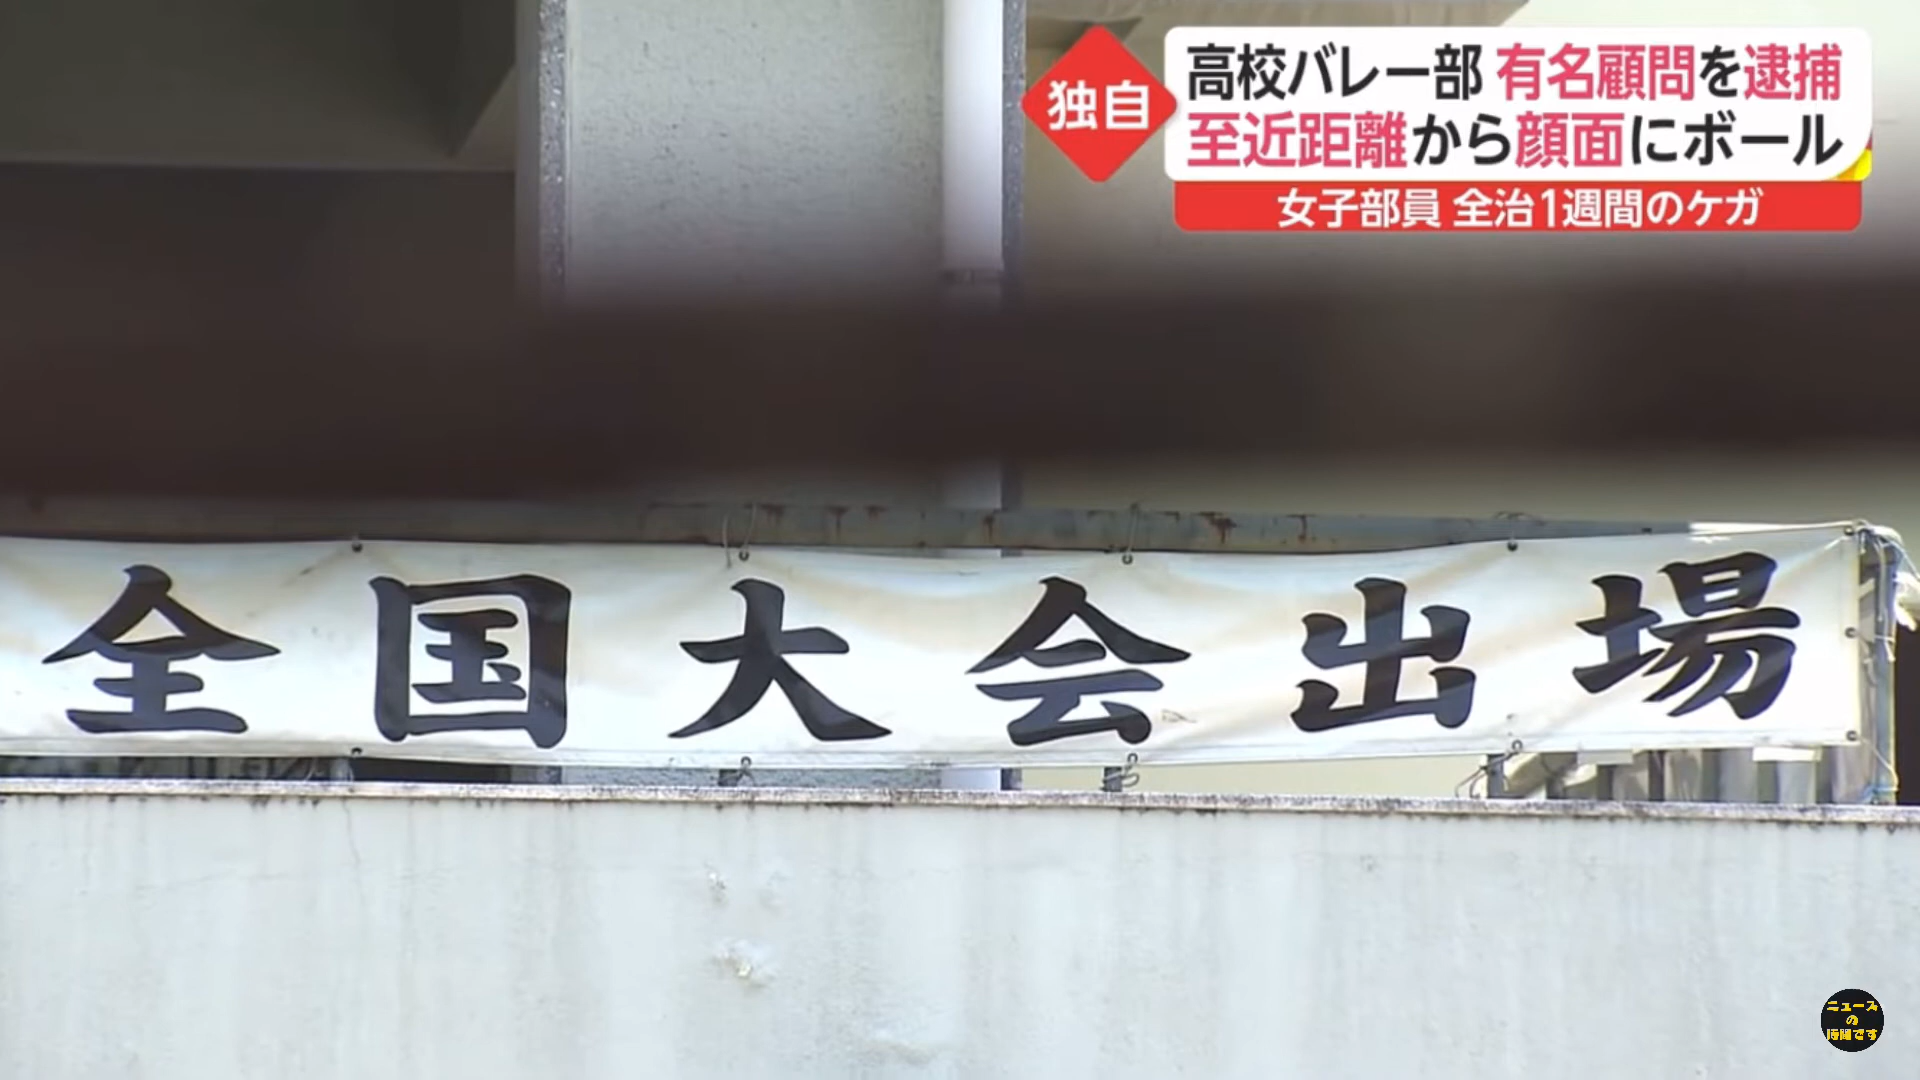 独自
高校バレー部 有名顧問を逮捕
至近距離から顔面にボール
女子部員 全治1週間のケガ
全国大会出場
ニュース
の
時間です